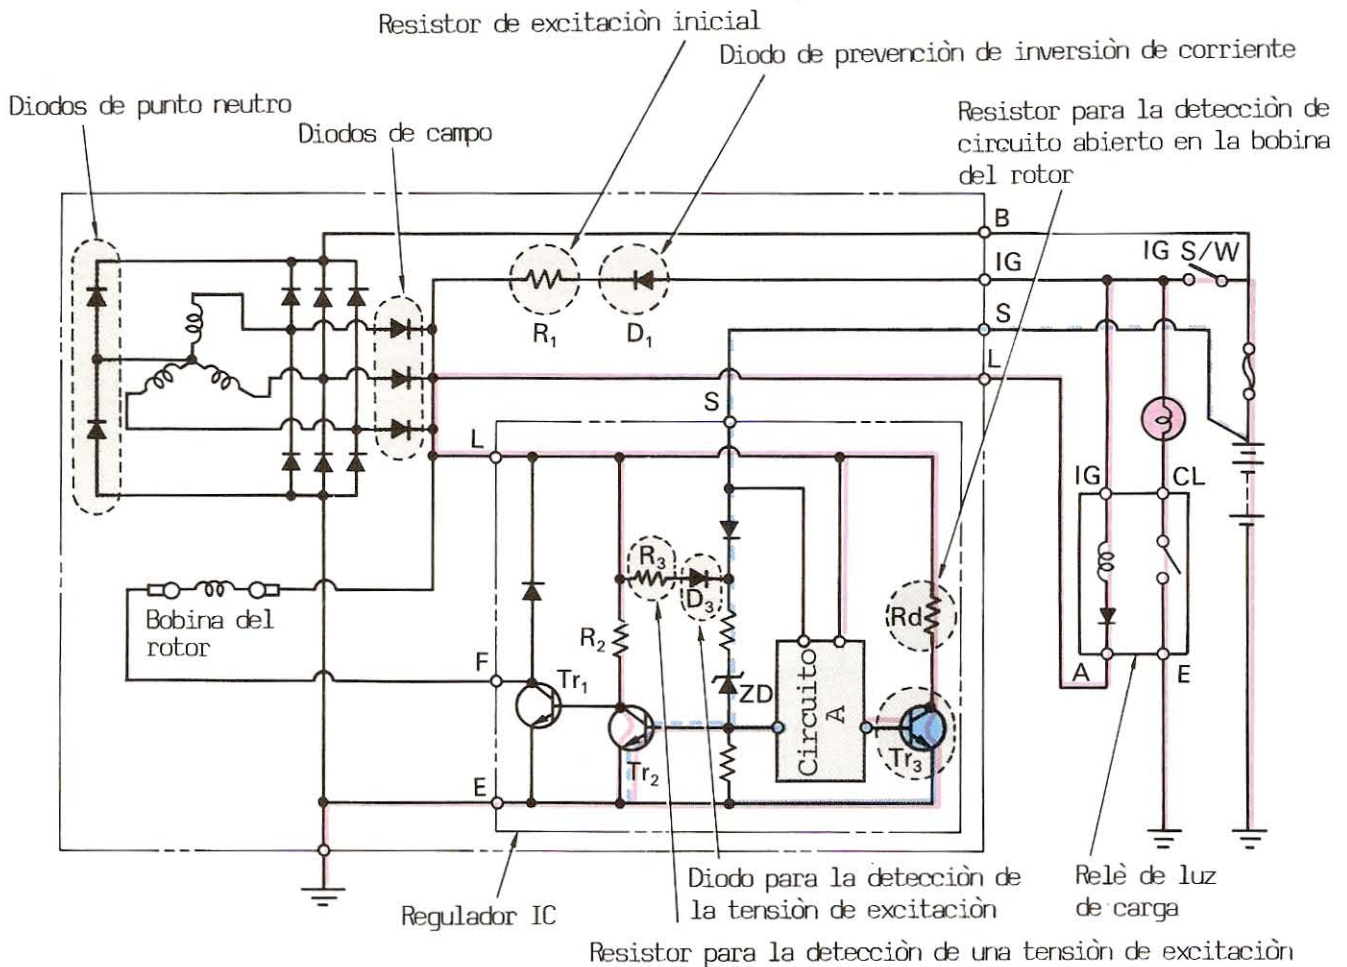 Resistor de excitaciòn inicial
Diodo de prevenciòn de inversiòn de corriente
Diodos de punto neutro
Diodos de campo
Resistor para la detecciòn de
circuito abierto en la bobina
del rotor
B
IG
IG S/W
S
L
R₁
D₁
S
L
IG
CL
R₃
D₃
Rd
R₂
Bobina del
rotor
F
Tr₁
ZD
Circuito
A
A
E
Tr₂
Tr₃
E
Diodo para la detecciòn de
la tensiòn de excitaciòn
Relè de luz
de carga
Regulador IC
Resistor para la detecciòn de una tensiòn de excitaciòn